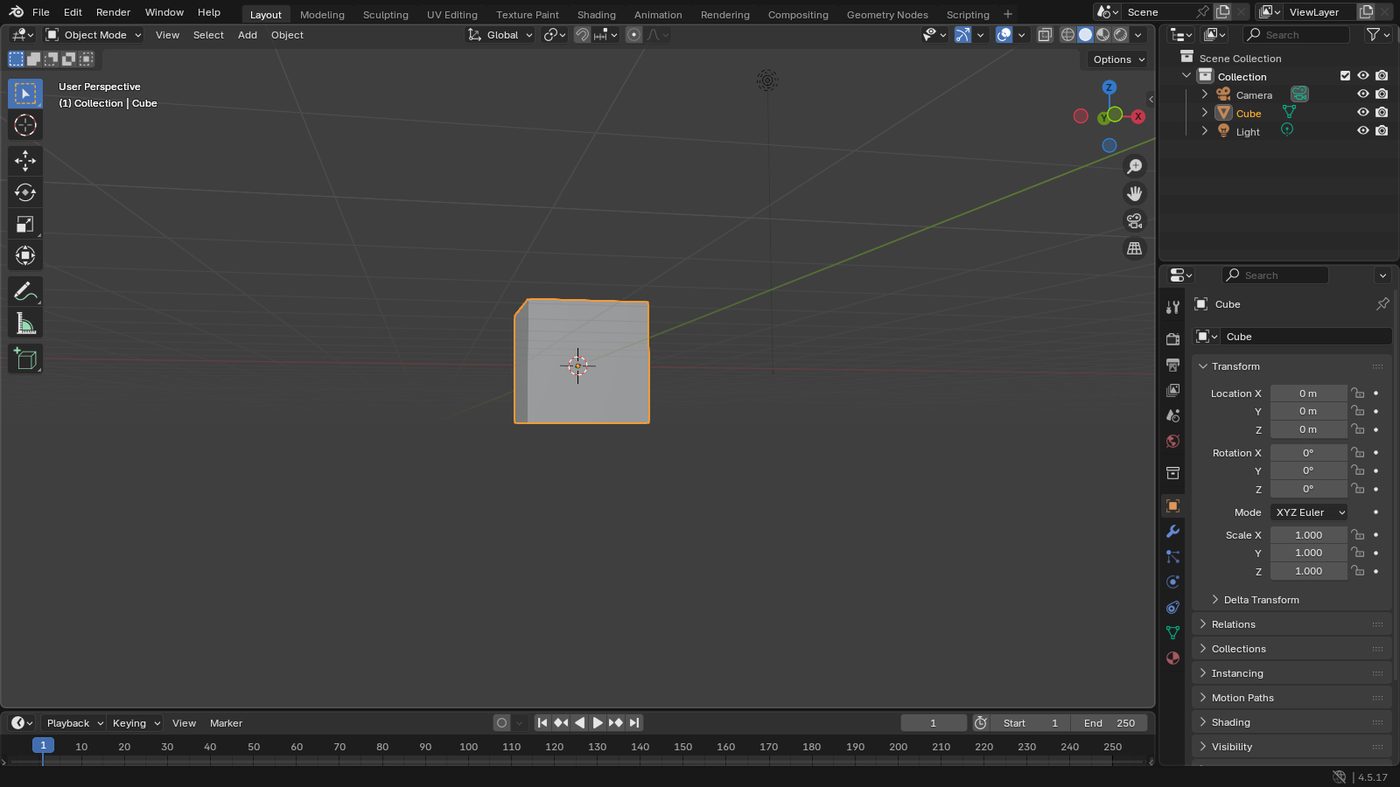 File Edit Render Window Help Layout Modeling Sculpting UV Editing Texture Paint Shading Animation Rendering Compositing Geometry Nodes Scripting + Scene ViewLayer
Object Mode View Select Add Object Global Search
Options
User Perspective
(1) Collection | Cube
Z
Y
X
Scene Collection
Collection
Camera
Cube
Light
Search
Cube
Cube
Transform
Location X 0 m
Y 0 m
Z 0 m
Rotation X 0°
Y 0°
Z 0°
Mode XYZ Euler
Scale X 1.000
Y 1.000
Z 1.000
Delta Transform
Relations
Collections
Instancing
Motion Paths
Shading
Visibility
Playback Keying View Marker 1 Start 1 End 250
1 10 20 30 40 50 60 70 80 90 100 110 120 130 140 150 160 170 180 190 200 210 220 230 240 250
4.5.17